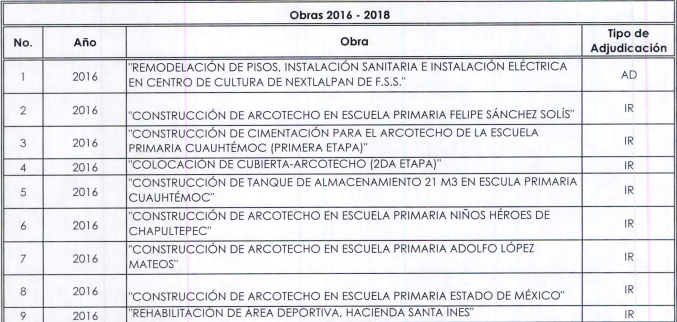 Obras 2016 - 2018
No. Año Obra Tipo de Adjudicación
1 2016 "REMODELACIÓN DE PISOS, INSTALACIÓN SANITARIA E INSTALACIÓN ELÉCTRICA
EN CENTRO DE CULTURA DE NEXTLALPAN DE F.S.S." AD
2 2016 "CONSTRUCCIÓN DE ARCOTECHO EN ESCUELA PRIMARIA FELIPE SÁNCHEZ SOLÍS" IR
3 2016 "CONSTRUCCIÓN DE CIMENTACIÓN PARA EL ARCOTECHO DE LA ESCUELA
PRIMARIA CUAUHTÉMOC (PRIMERA ETAPA)" IR
4 2016 "COLOCACIÓN DE CUBIERTA-ARCOTECHO (2DA ETAPA)" IR
5 2016 "CONSTRUCCIÓN DE TANQUE DE ALMACENAMIENTO 21 M3 EN ESCULA PRIMARIA
CUAUHTÉMOC" IR
6 2016 "CONSTRUCCIÓN DE ARCOTECHO EN ESCUELA PRIMARIA NIÑOS HÉROES DE
CHAPULTEPEC" IR
7 2016 "CONSTRUCCIÓN DE ARCOTECHO EN ESCUELA PRIMARIA ADOLFO LÓPEZ
MATEOS" IR
8 2016 "CONSTRUCCIÓN DE ARCOTECHO EN ESCUELA PRIMARIA ESTADO DE MÉXICO" IR
9 2016 "REHABILITACIÓN DE ÁREA DEPORTIVA, HACIENDA SANTA INES" IR